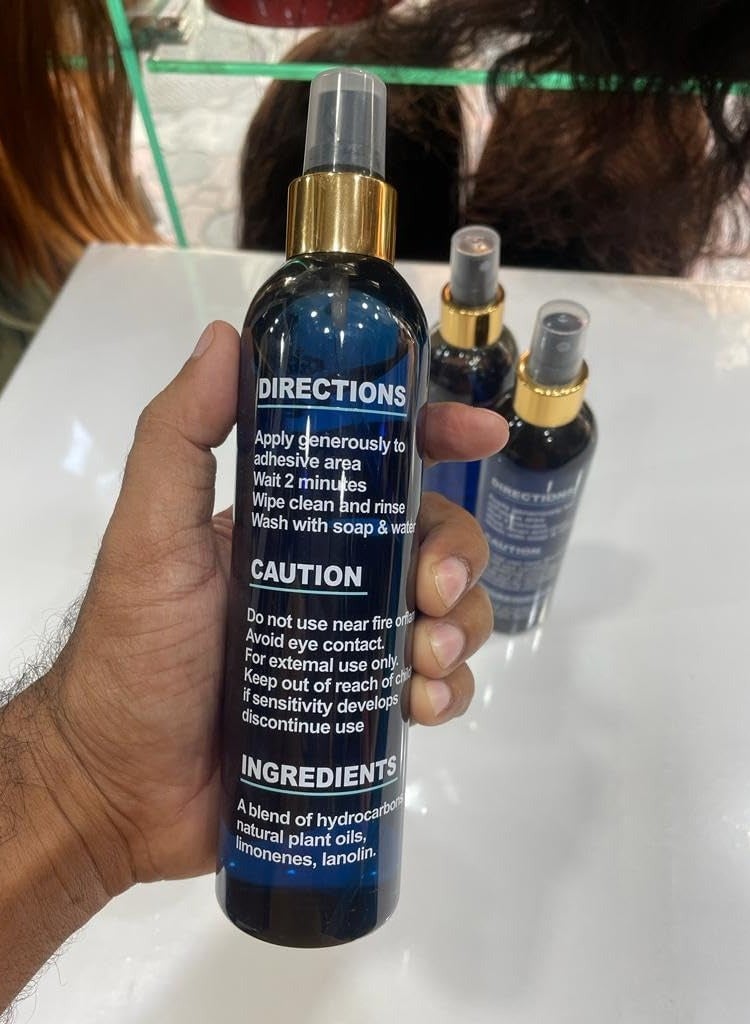 DIRECTIONS
Apply generously to
adhesive area
Wait 2 minutes
Wipe clean and rinse
Wash with soap & water
CAUTION
Do not use near fire or
Avoid eye contact.
For external use only.
Keep out of reach of
if sensitivity develops
discontinue use
INGREDIENTS
A blend of hydrocarbons
natural plant oils,
limonenes, lanolin.
DIRECTIONS
CAUTION